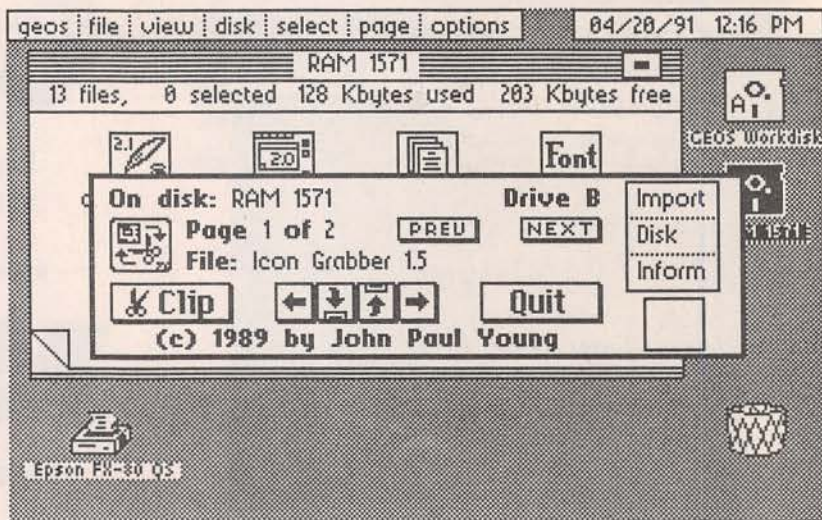 geos file view disk select page options 04/20/91 12:16 PM
RAM 1571
13 files, 0 selected 128 Kbytes used 203 Kbytes free
A
GEOS Workdisk
2.1 2.0 Font
On disk: RAM 1571 Drive B
Page 1 of 2 PREV NEXT
File: Icon Grabber 1.5
Import
Disk
Inform
Clip Quit
(c) 1989 by John Paul Young
1571
Epson FX-80 QS